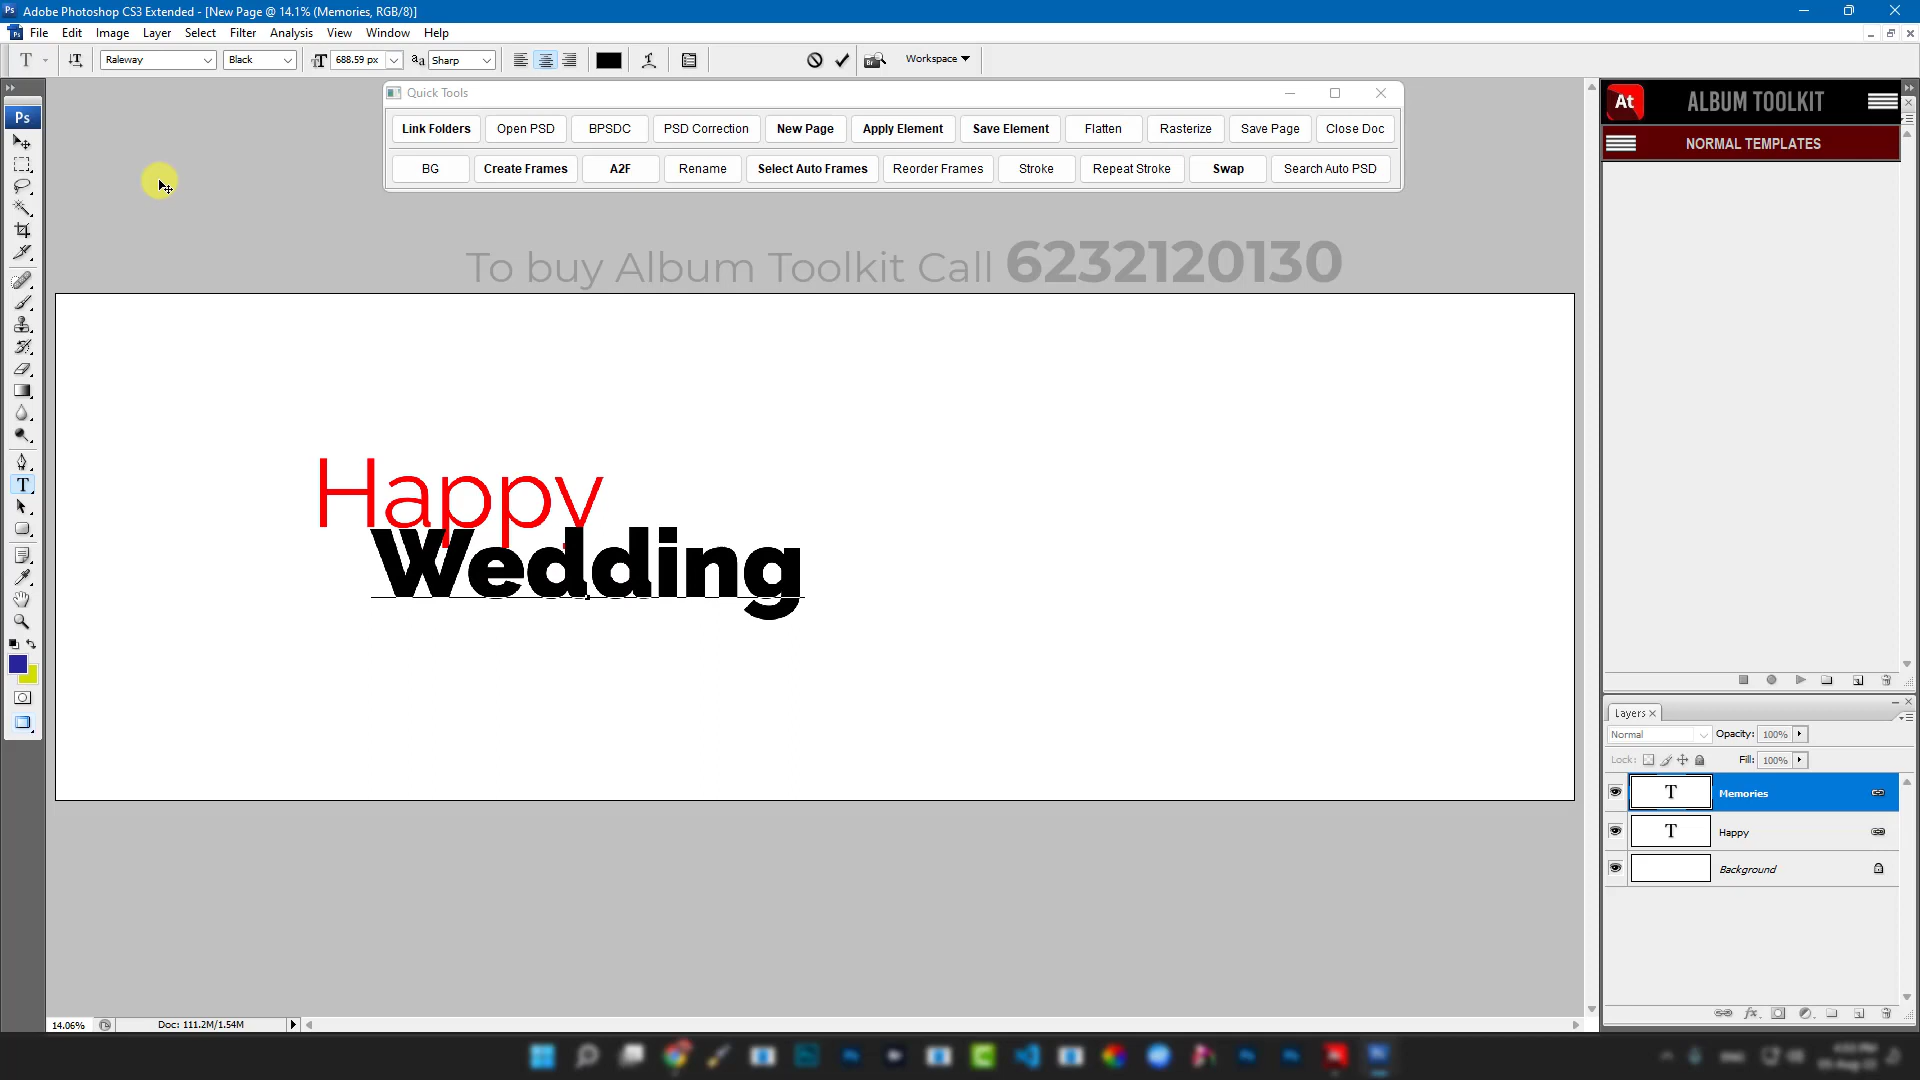 Adobe Photoshop CS3 Extended - [New Page @ 14.1% (Memories, RGB/8)]
File Edit Image Layer Select Filter Analysis View Window Help
Raleway Black 688.59 px Sharp Workspace
Quick Tools
Link Folders Open PSD BPSDC PSD Correction New Page Apply Element Save Element Flatten Rasterize Save Page Close Doc
BG Create Frames A2F Rename Select Auto Frames Reorder Frames Stroke Repeat Stroke Swap Search Auto PSD
At ALBUM TOOLKIT
NORMAL TEMPLATES
Ps
To buy Album Toolkit Call 6232120130
Happy
Wedding
Layers
Normal Opacity: 100%
Lock: Fill: 100%
T Memories
T Happy
Background
14.06% Doc: 111.2M/1.54M